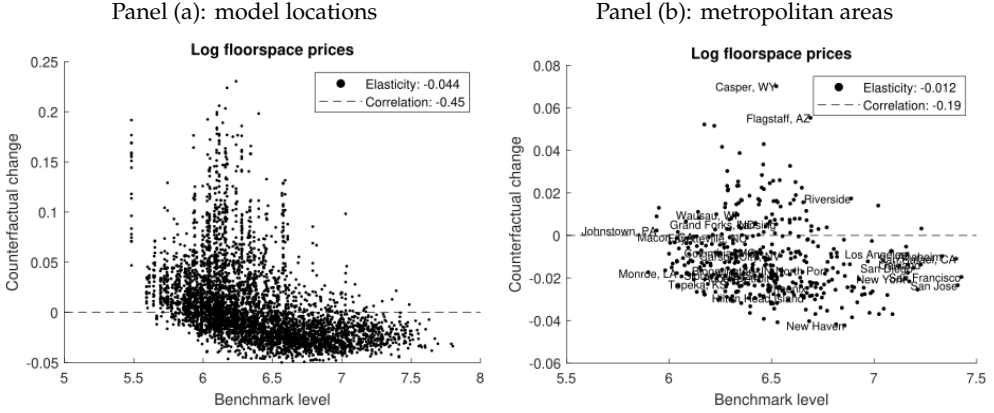 Panel (a): model locations
Panel (b): metropolitan areas
Log floorspace prices
0.25
0.2
0.15
0.1
0.05
0
-0.05
Counterfactual change
Elasticity: -0.044
Correlation: -0.45
5
5.5
6
6.5
7
7.5
8
Benchmark level
Log floorspace prices
0.08
0.06
0.04
0.02
0
-0.02
-0.04
-0.06
Counterfactual change
Elasticity: -0.012
Correlation: -0.19
Casper, WY
Flagstaff, AZ
Riverside
Wausau, WI
Grand Forks, ND
Johnstown, PA
Los Angeles
Monroe, LA
North Port
San Diego
San Francisco
Topeka, KS
New York
San Jose
Hilton Head Island
New Haven
5.5
6
6.5
7
7.5
Benchmark level